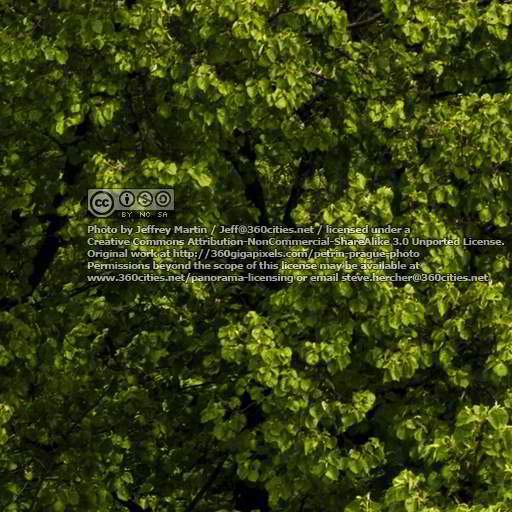 cc
BY NC SA
Photo by Jeffrey Martin / Jeff@360cities.net / licensed under a
Creative Commons Attribution-NonCommercial-ShareAlike 3.0 Unported License.
Original work at http://360gigapixels.com/petrin-prague-photo
Permissions beyond the scope of this license may be available at
www.360cities.net/panorama-licensing or email steve.hercher@360cities.net.